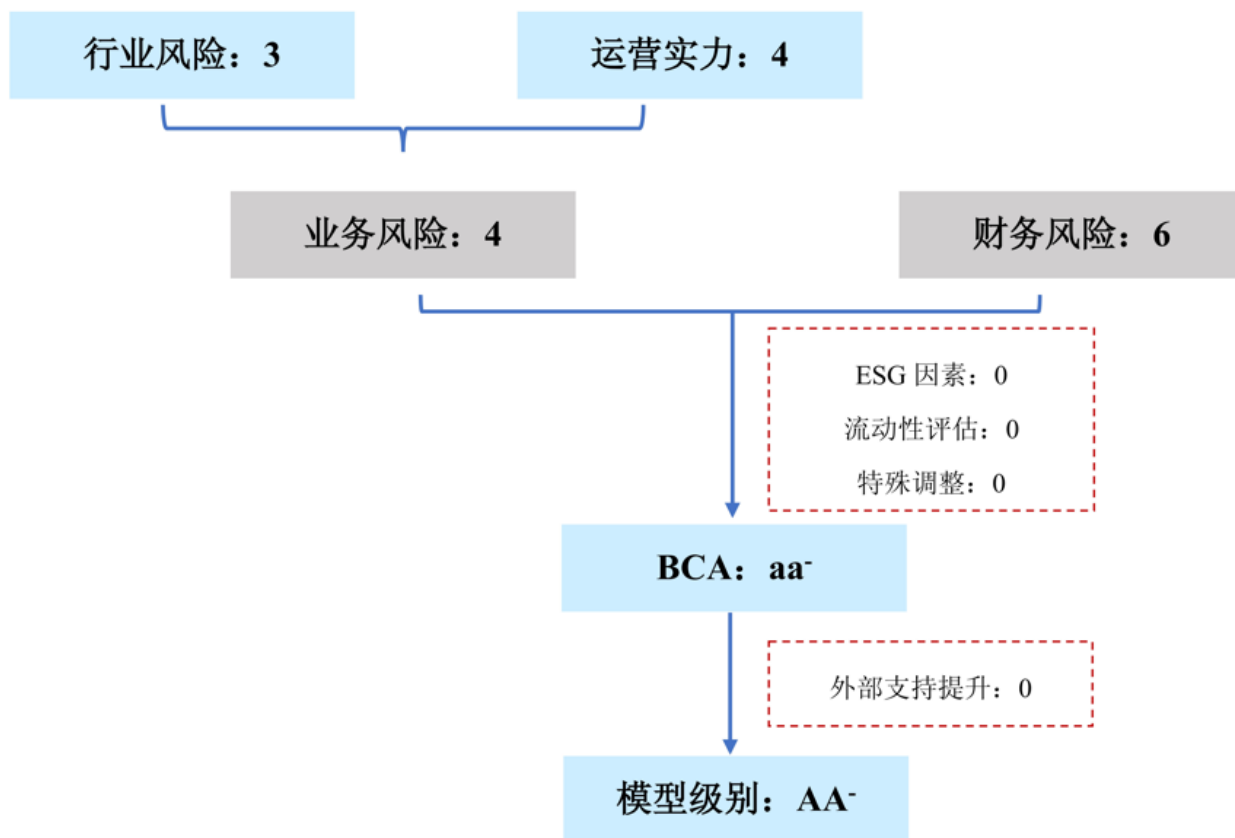 行业风险：3
运营实力：4
业务风险：4
财务风险：6
ESG 因素：0
流动性评估：0
特殊调整：0
BCA：aa-
外部支持提升：0
模型级别：AA-